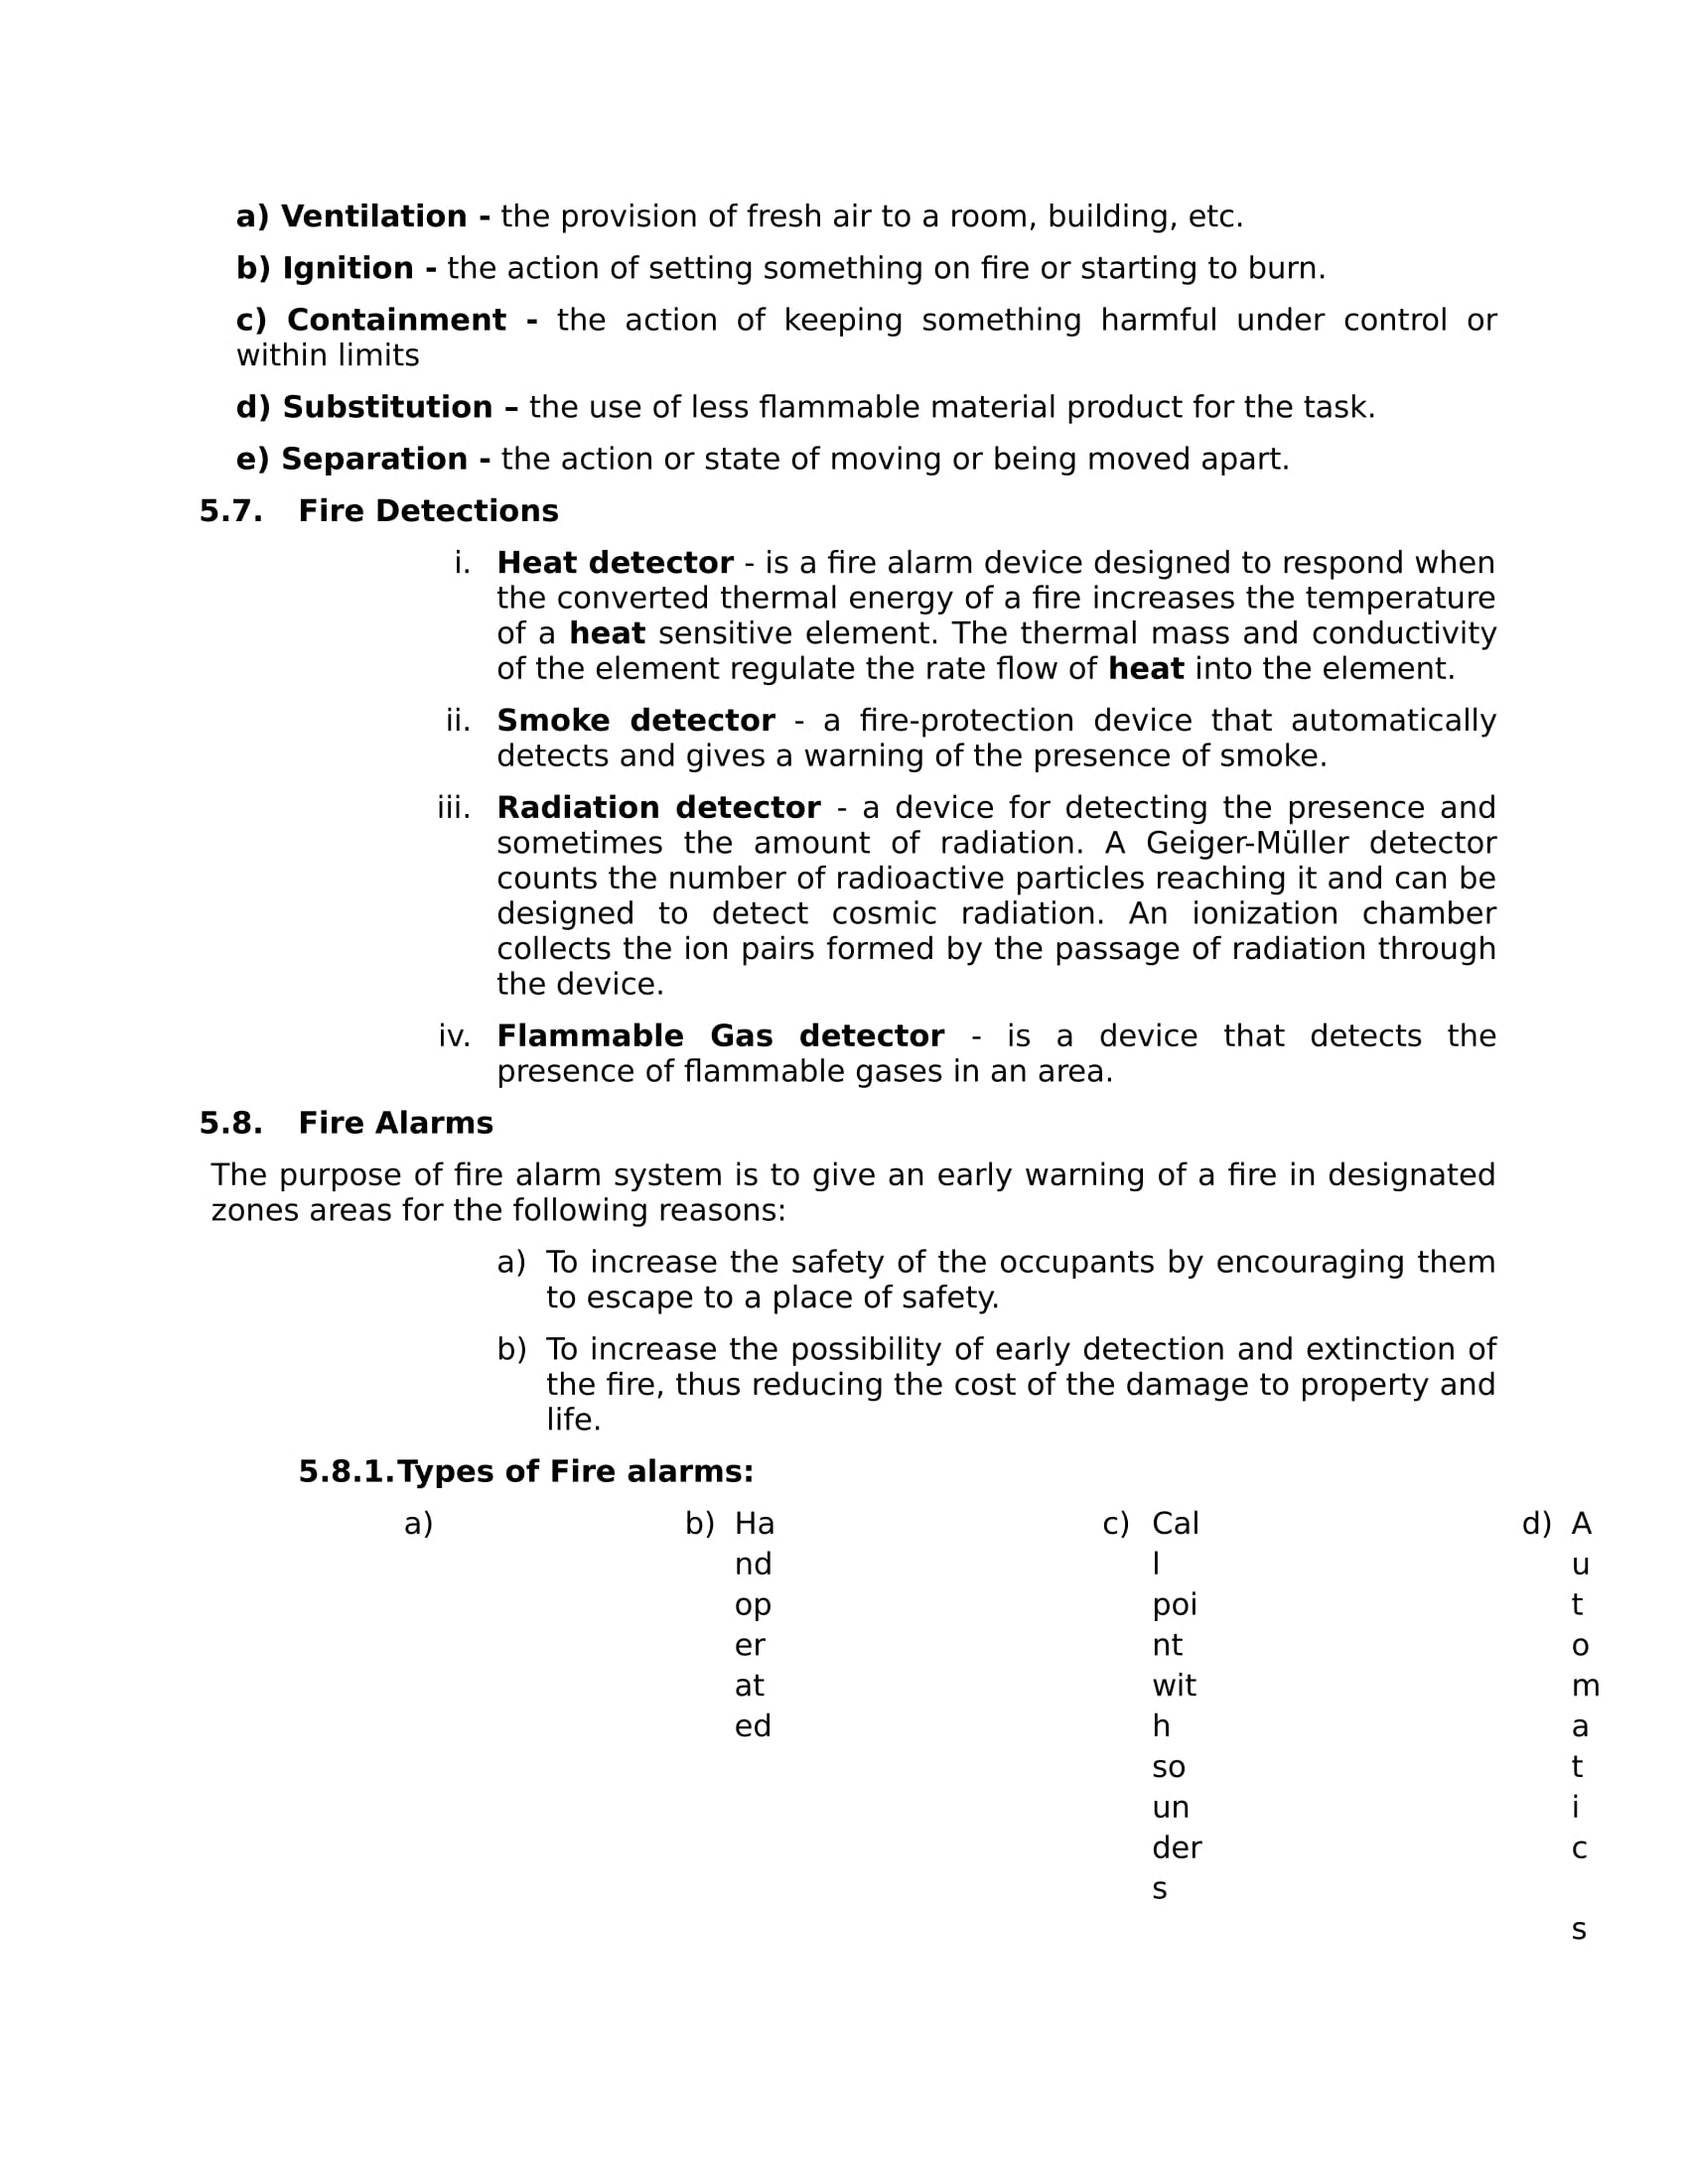 a) Ventilation - the provision of fresh air to a room, building, etc.
b) Ignition - the action of setting something on fire or starting to burn.
c) Containment - the action of keeping something harmful under control or
within limits
d) Substitution – the use of less flammable material product for the task.
e) Separation - the action or state of moving or being moved apart.
5.7. Fire Detections
i. Heat detector - is a fire alarm device designed to respond when
the converted thermal energy of a fire increases the temperature
of a heat sensitive element. The thermal mass and conductivity
of the element regulate the rate flow of heat into the element.
ii. Smoke detector - a fire-protection device that automatically
detects and gives a warning of the presence of smoke.
iii. Radiation detector - a device for detecting the presence and
sometimes the amount of radiation. A Geiger-Müller detector
counts the number of radioactive particles reaching it and can be
designed to detect cosmic radiation. An ionization chamber
collects the ion pairs formed by the passage of radiation through
the device.
iv. Flammable Gas detector - is a device that detects the
presence of flammable gases in an area.
5.8. Fire Alarms
The purpose of fire alarm system is to give an early warning of a fire in designated
zones areas for the following reasons:
a) To increase the safety of the occupants by encouraging them
to escape to a place of safety.
b) To increase the possibility of early detection and extinction of
the fire, thus reducing the cost of the damage to property and
life.
5.8.1.Types of Fire alarms:
a)
b) Ha
nd
op
er
at
ed
c) Cal
l
poi
nt
wit
h
so
un
der
s
d) A
u
t
o
m
a
t
i
c
s